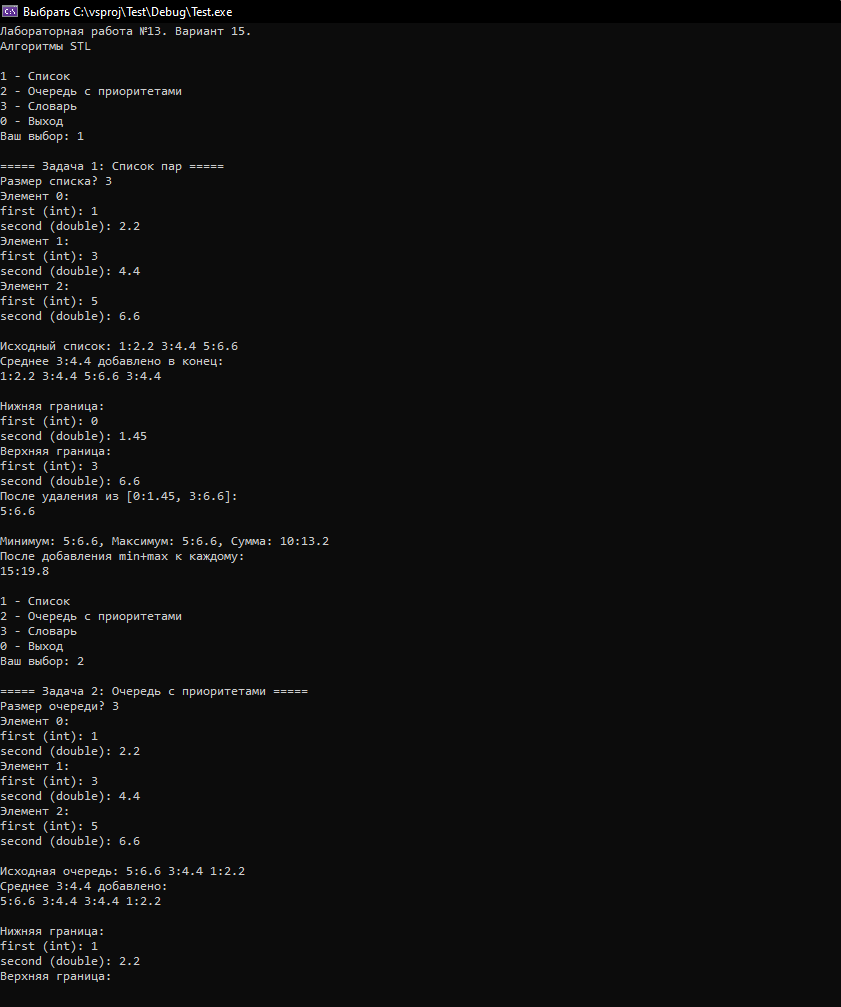 Выбрать C:\vsproj\Test\Debug\Test.exe
Лабораторная работа №13. Вариант 15.
Алгоритмы STL
1 - Список
2 - Очередь с приоритетами
3 - Словарь
0 - Выход
Ваш выбор: 1
===== Задача 1: Список пар =====
Размер списка? 3
Элемент 0:
first (int): 1
second (double): 2.2
Элемент 1:
first (int): 3
second (double): 4.4
Элемент 2:
first (int): 5
second (double): 6.6
Исходный список: 1:2.2 3:4.4 5:6.6
Среднее 3:4.4 добавлено в конец:
1:2.2 3:4.4 5:6.6 3:4.4
Нижняя граница:
first (int): 0
second (double): 1.45
Верхняя граница:
first (int): 3
second (double): 6.6
После удаления из [0:1.45, 3:6.6]:
5:6.6
Минимум: 5:6.6, Максимум: 5:6.6, Сумма: 10:13.2
После добавления min+max к каждому:
15:19.8
1 - Список
2 - Очередь с приоритетами
3 - Словарь
0 - Выход
Ваш выбор: 2
===== Задача 2: Очередь с приоритетами =====
Размер очереди? 3
Элемент 0:
first (int): 1
second (double): 2.2
Элемент 1:
first (int): 3
second (double): 4.4
Элемент 2:
first (int): 5
second (double): 6.6
Исходная очередь: 5:6.6 3:4.4 1:2.2
Среднее 3:4.4 добавлено:
5:6.6 3:4.4 3:4.4 1:2.2
Нижняя граница:
first (int): 1
second (double): 2.2
Верхняя граница: